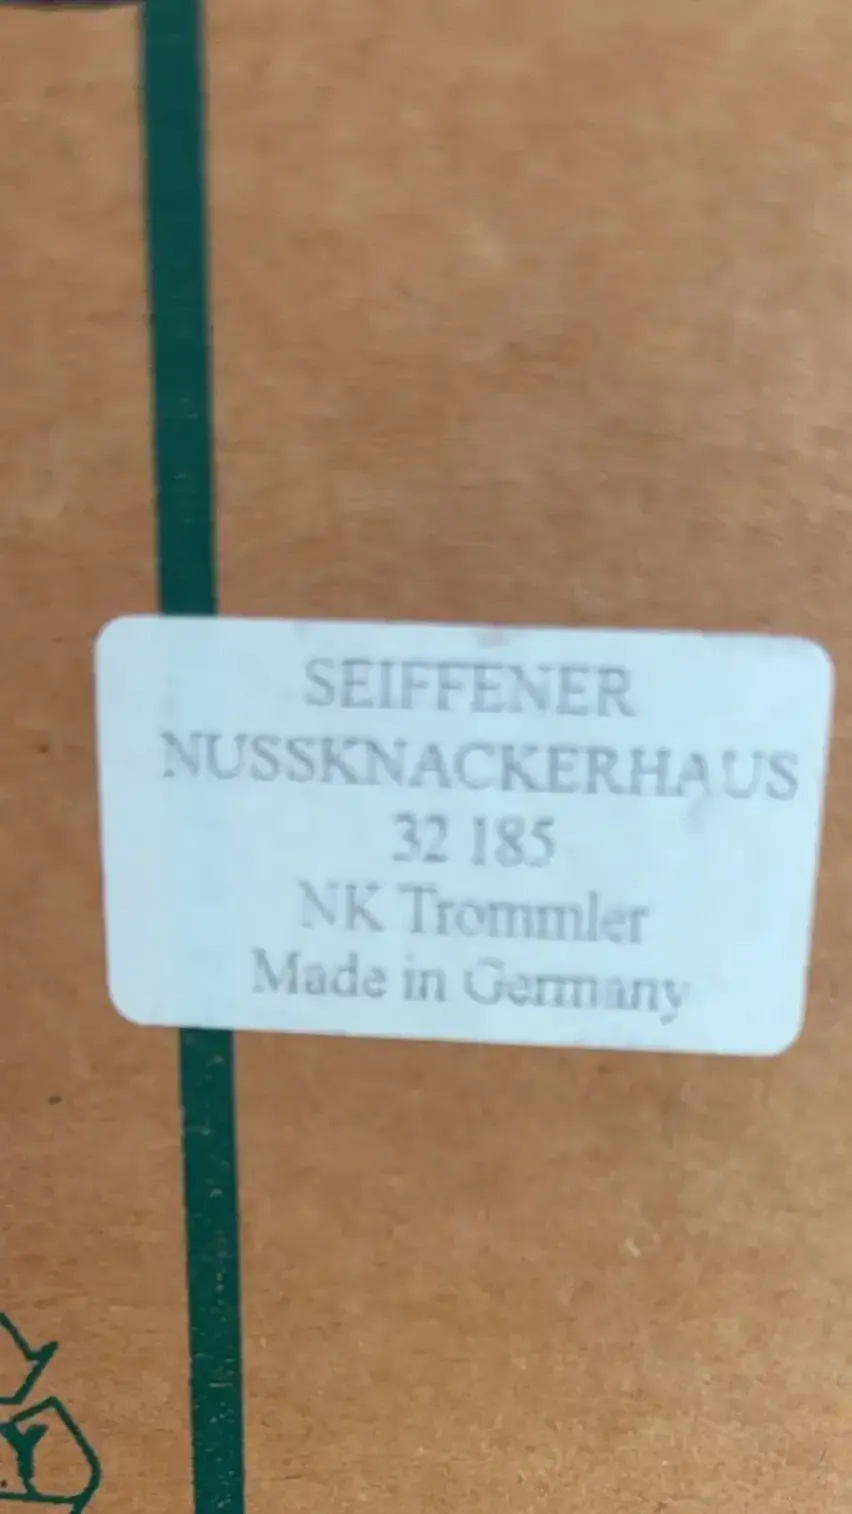 SEIFFENER
NUSSKNACKERHAUS
32 185
NK Trommler
Made in Germany